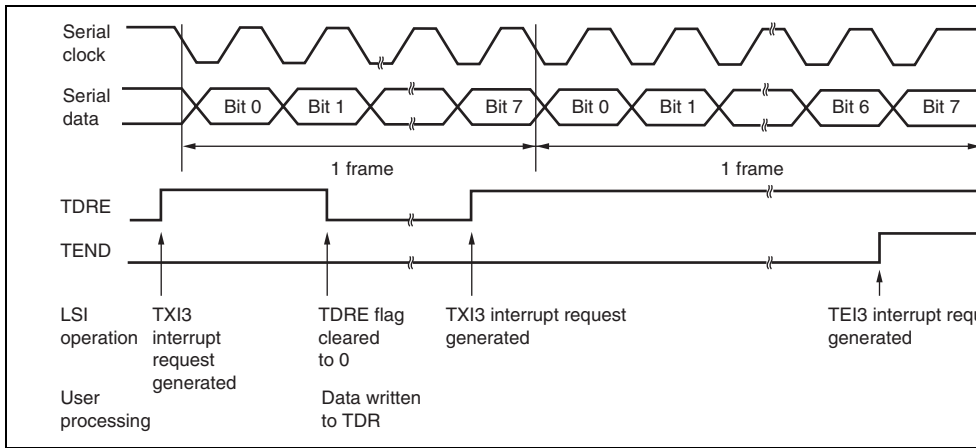 Serial
clock
Serial
data
Bit 0
Bit 1
Bit 7
Bit 0
Bit 1
Bit 6
Bit 7
1 frame
1 frame
TDRE
TEND
LSI
operation
TXI3
interrupt
request
generated
TDRE flag
cleared
to 0
TXI3 interrupt request
generated
TEI3 interrupt
generated
User
processing
Data written
to TDR